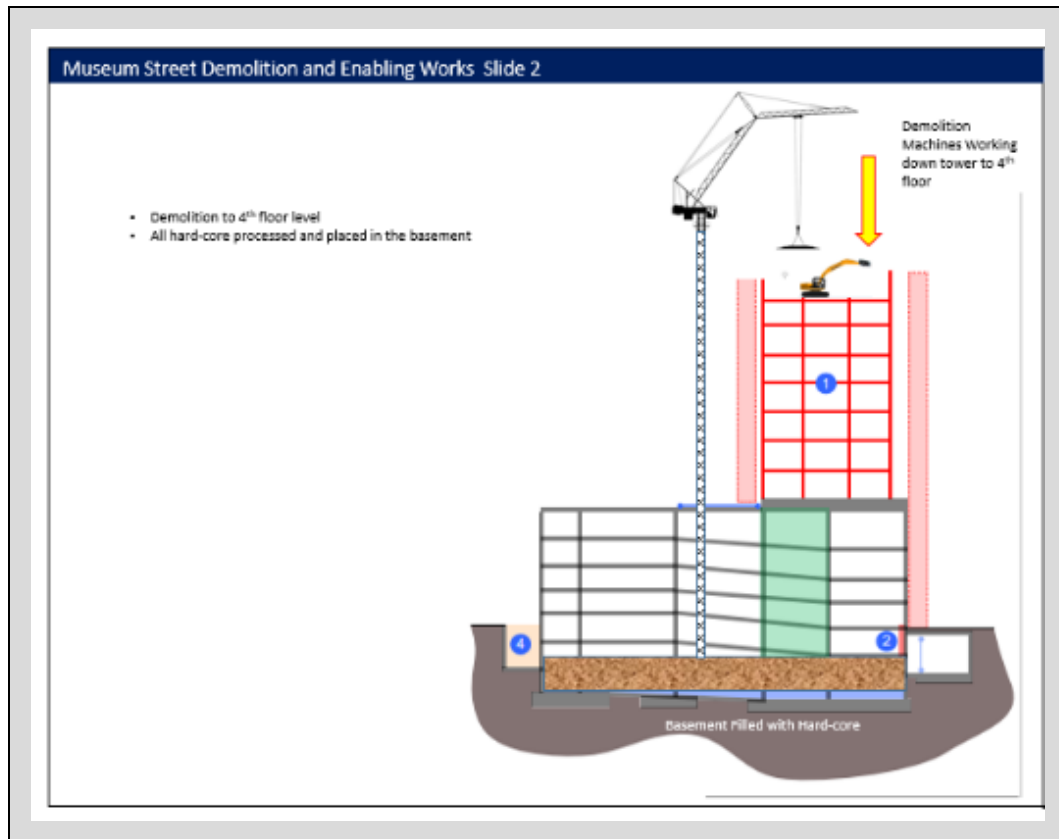 Museum Street Demolition and Enabling Works Slide 2
Demolition
Machines Working
down tower to 4th
floor
• Demolition to 4th floor level
• All hard-core processed and placed in the basement
1
2
4
Basement Filled with Hard-core